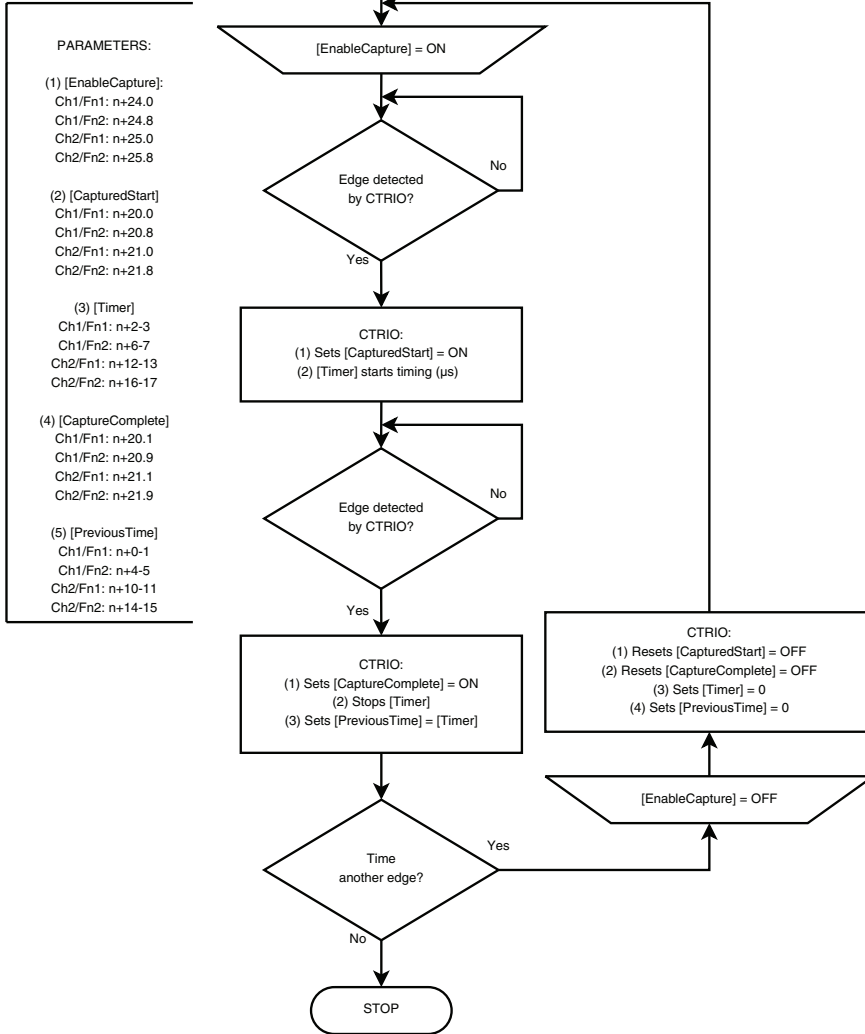 PARAMETERS:
(1) [EnableCapture]:
Ch1/Fn1: n+24.0
Ch1/Fn2: n+24.8
Ch2/Fn1: n+25.0
Ch2/Fn2: n+25.8
(2) [CapturedStart]
Ch1/Fn1: n+20.0
Ch1/Fn2: n+20.8
Ch2/Fn1: n+21.0
Ch2/Fn2: n+21.8
(3) [Timer]
Ch1/Fn1: n+2-3
Ch1/Fn2: n+6-7
Ch2/Fn1: n+12-13
Ch2/Fn2: n+16-17
(4) [CaptureComplete]
Ch1/Fn1: n+20.1
Ch1/Fn2: n+20.9
Ch2/Fn1: n+21.1
Ch2/Fn2: n+21.9
(5) [PreviousTime]
Ch1/Fn1: n+0-1
Ch1/Fn2: n+4-5
Ch2/Fn1: n+10-11
Ch2/Fn2: n+14-15
[EnableCapture] = ON
Edge detected
by CTRIO?
No
Yes
CTRIO:
(1) Sets [CapturedStart] = ON
(2) [Timer] starts timing (µs)
Edge detected
by CTRIO?
No
Yes
CTRIO:
(1) Sets [CaptureComplete] = ON
(2) Stops [Timer]
(3) Sets [PreviousTime] = [Timer]
Time
another edge?
Yes
No
STOP
[EnableCapture] = OFF
CTRIO:
(1) Resets [CapturedStart] = OFF
(2) Resets [CaptureComplete] = OFF
(3) Sets [Timer] = 0
(4) Sets [PreviousTime] = 0